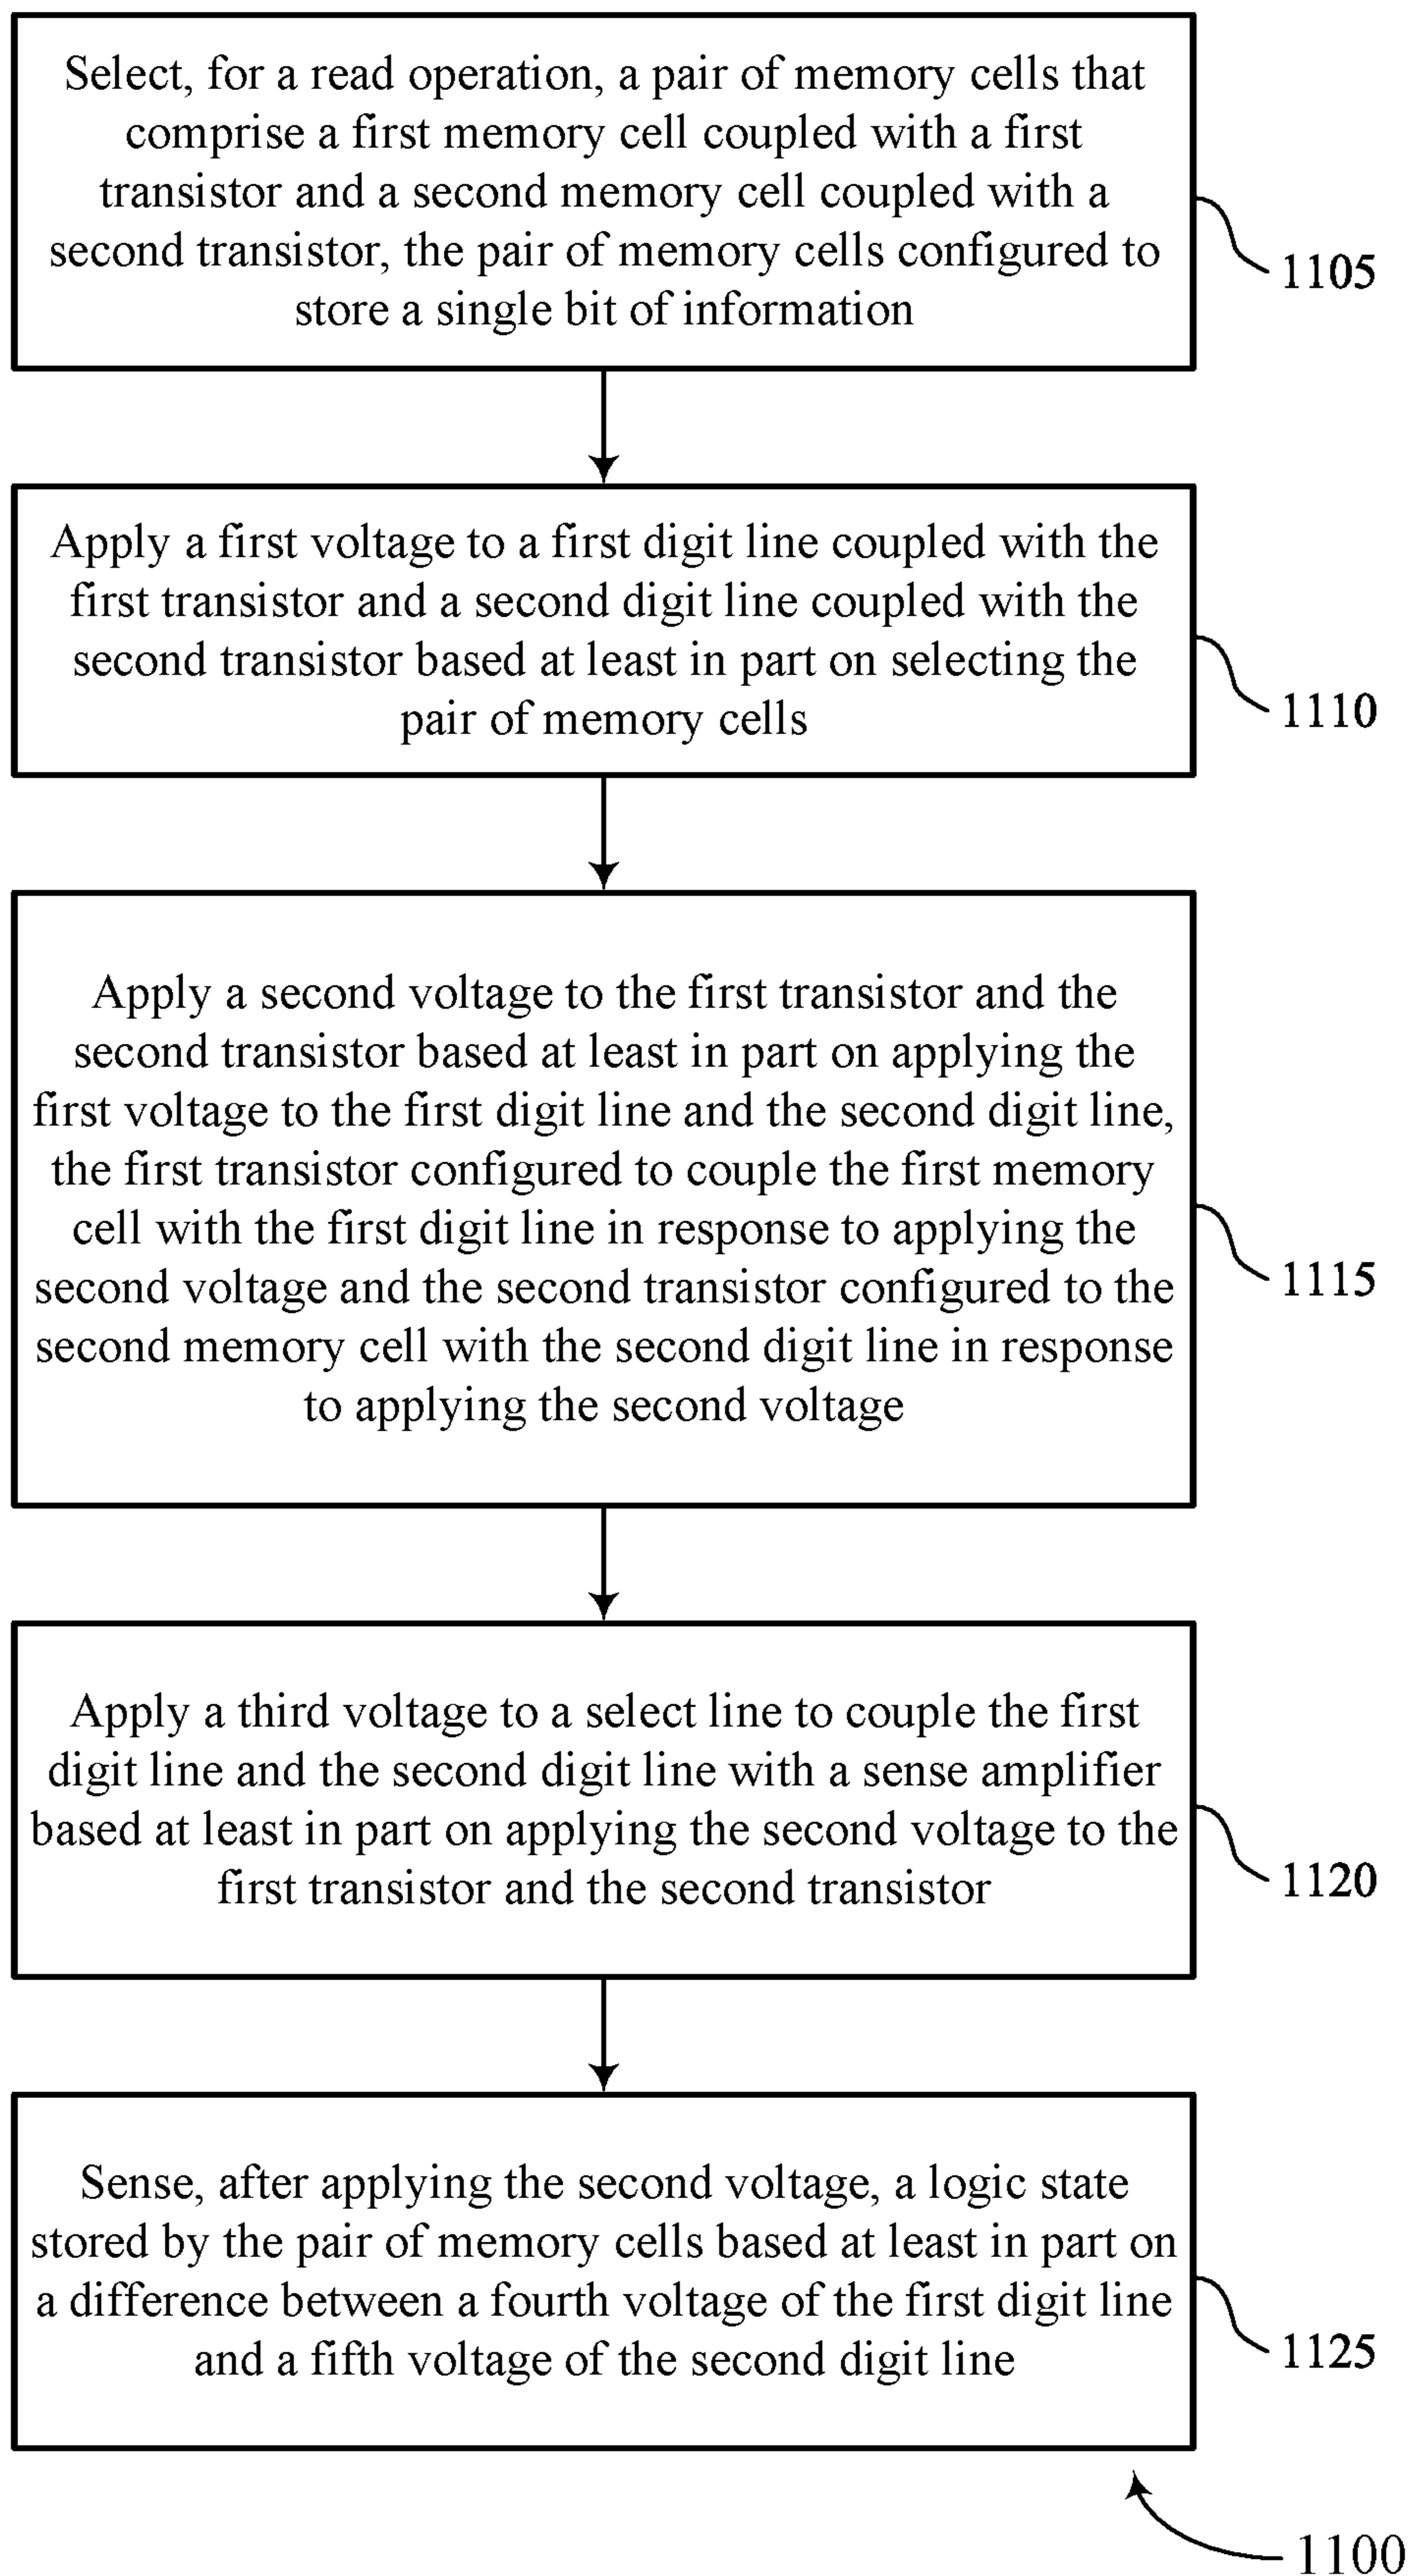 Select, for a read operation, a pair of memory cells that
comprise a first memory cell coupled with a first
transistor and a second memory cell coupled with a
second transistor, the pair of memory cells configured to
store a single bit of information
1105
Apply a first voltage to a first digit line coupled with the
first transistor and a second digit line coupled with the
second transistor based at least in part on selecting the
pair of memory cells
1110
Apply a second voltage to the first transistor and the
second transistor based at least in part on applying the
first voltage to the first digit line and the second digit line,
the first transistor configured to couple the first memory
cell with the first digit line in response to applying the
second voltage and the second transistor configured to the
second memory cell with the second digit line in response
to applying the second voltage
1115
Apply a third voltage to a select line to couple the first
digit line and the second digit line with a sense amplifier
based at least in part on applying the second voltage to the
first transistor and the second transistor
1120
Sense, after applying the second voltage, a logic state
stored by the pair of memory cells based at least in part on
a difference between a fourth voltage of the first digit line
and a fifth voltage of the second digit line
1125
1100